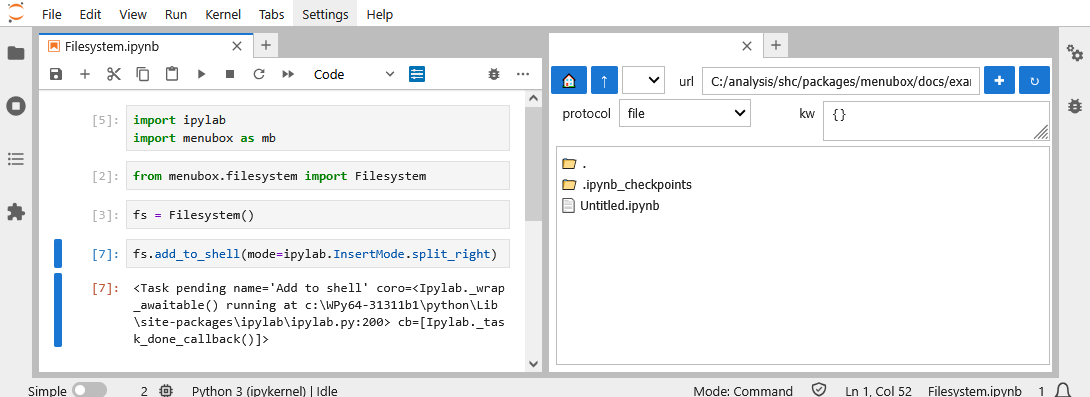 File Edit View Run Kernel Tabs Settings Help
Filesystem.ipynb
Code
[5]: import ipylab
import menubox as mb
[2]: from menubox.filesystem import Filesystem
[3]: fs = Filesystem()
[7]: fs.add_to_shell(mode=ipylab.InsertMode.split_right)
[7]: <Task pending name='Add to shell' coro=<Ipylab._wrap
_awaitable() running at c:\WPy64-31311b1\python\Lib
\site-packages\ipylab\ipylab.py:200> cb=[Ipylab._tas
k_done_callback()]>
url C:/analysis/shc/packages/menubox/docs/exa
protocol file kw {}
.
.ipynb_checkpoints
Untitled.ipynb
Simple 2 Python 3 (ipykernel) | Idle Mode: Command Ln 1, Col 52 Filesystem.ipynb 1